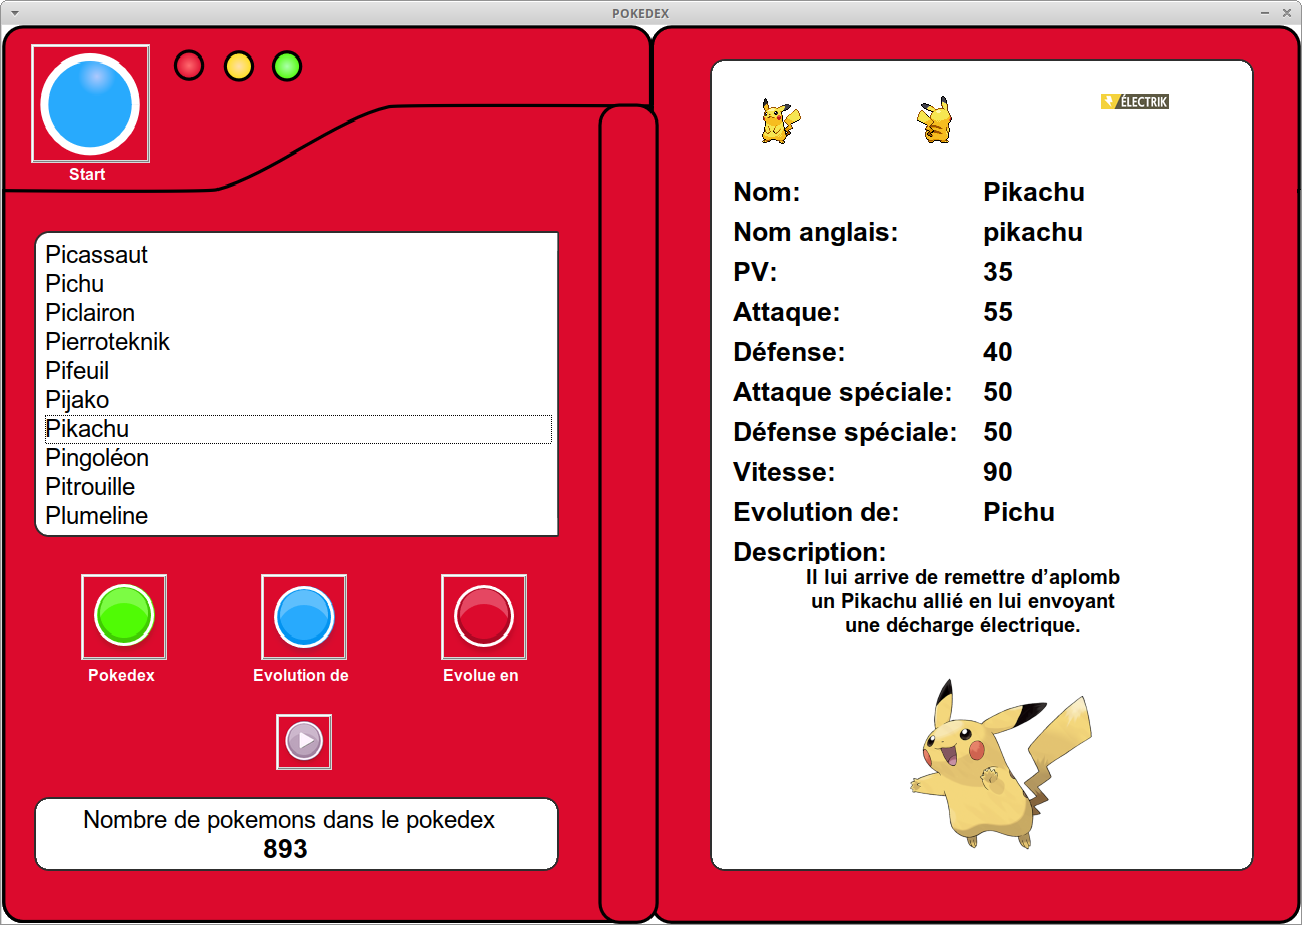 POKEDEX
Start
Picassaut
Pichu
Piclairon
Pierroteknik
Pifeuil
Pijako
Pikachu
Pingoléon
Pitrouille
Plumeline
Pokedex
Evolution de
Evolue en
Nombre de pokemons dans le pokedex
893
ÉLECTRIK
Nom: Pikachu
Nom anglais: pikachu
PV: 35
Attaque: 55
Défense: 40
Attaque spéciale: 50
Défense spéciale: 50
Vitesse: 90
Evolution de: Pichu
Description:
Il lui arrive de remettre d’aplomb
un Pikachu allié en lui envoyant
une décharge électrique.